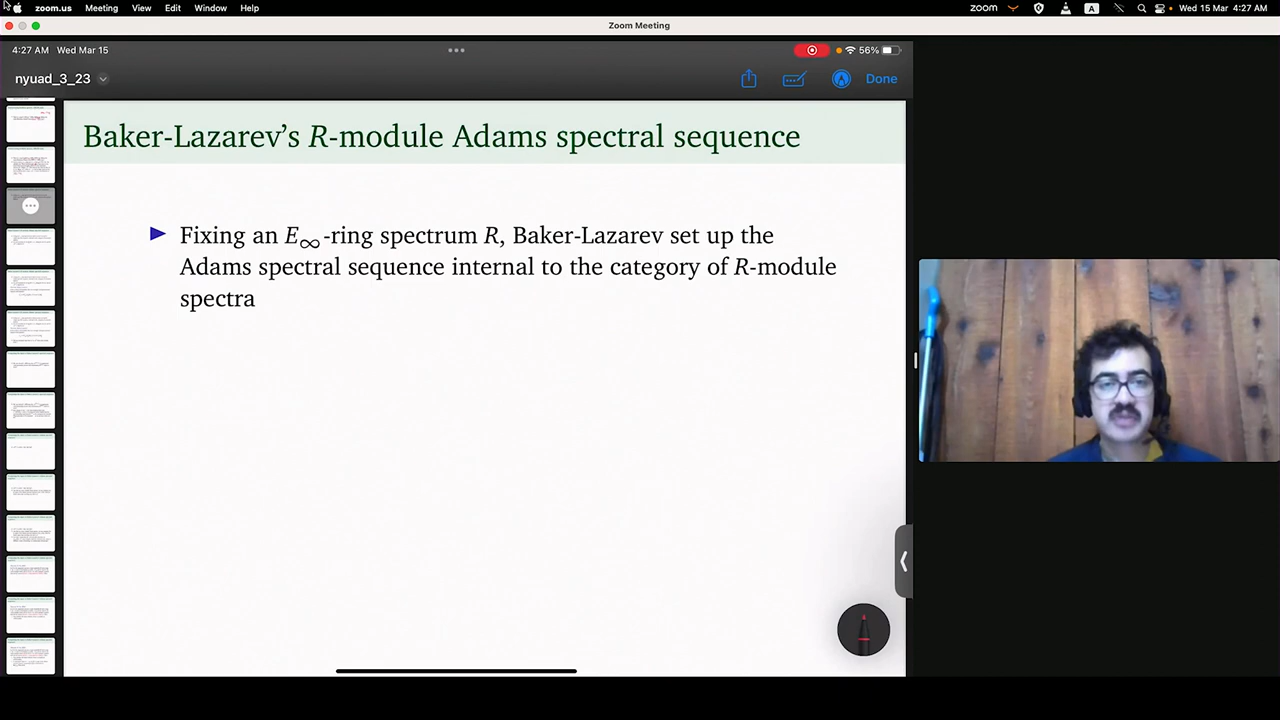 zoom.us Meeting View Edit Window Help zoom A Wed 15 Mar 4:27 AM
Zoom Meeting
4:27 AM Wed Mar 15 56%
nyuad_3_23 Done
Baker-Lazarev's R-module Adams spectral sequence
Fixing an E∞-ring spectrum R, Baker-Lazarev set up the
Adams spectral sequence internal to the category of R-module
spectra